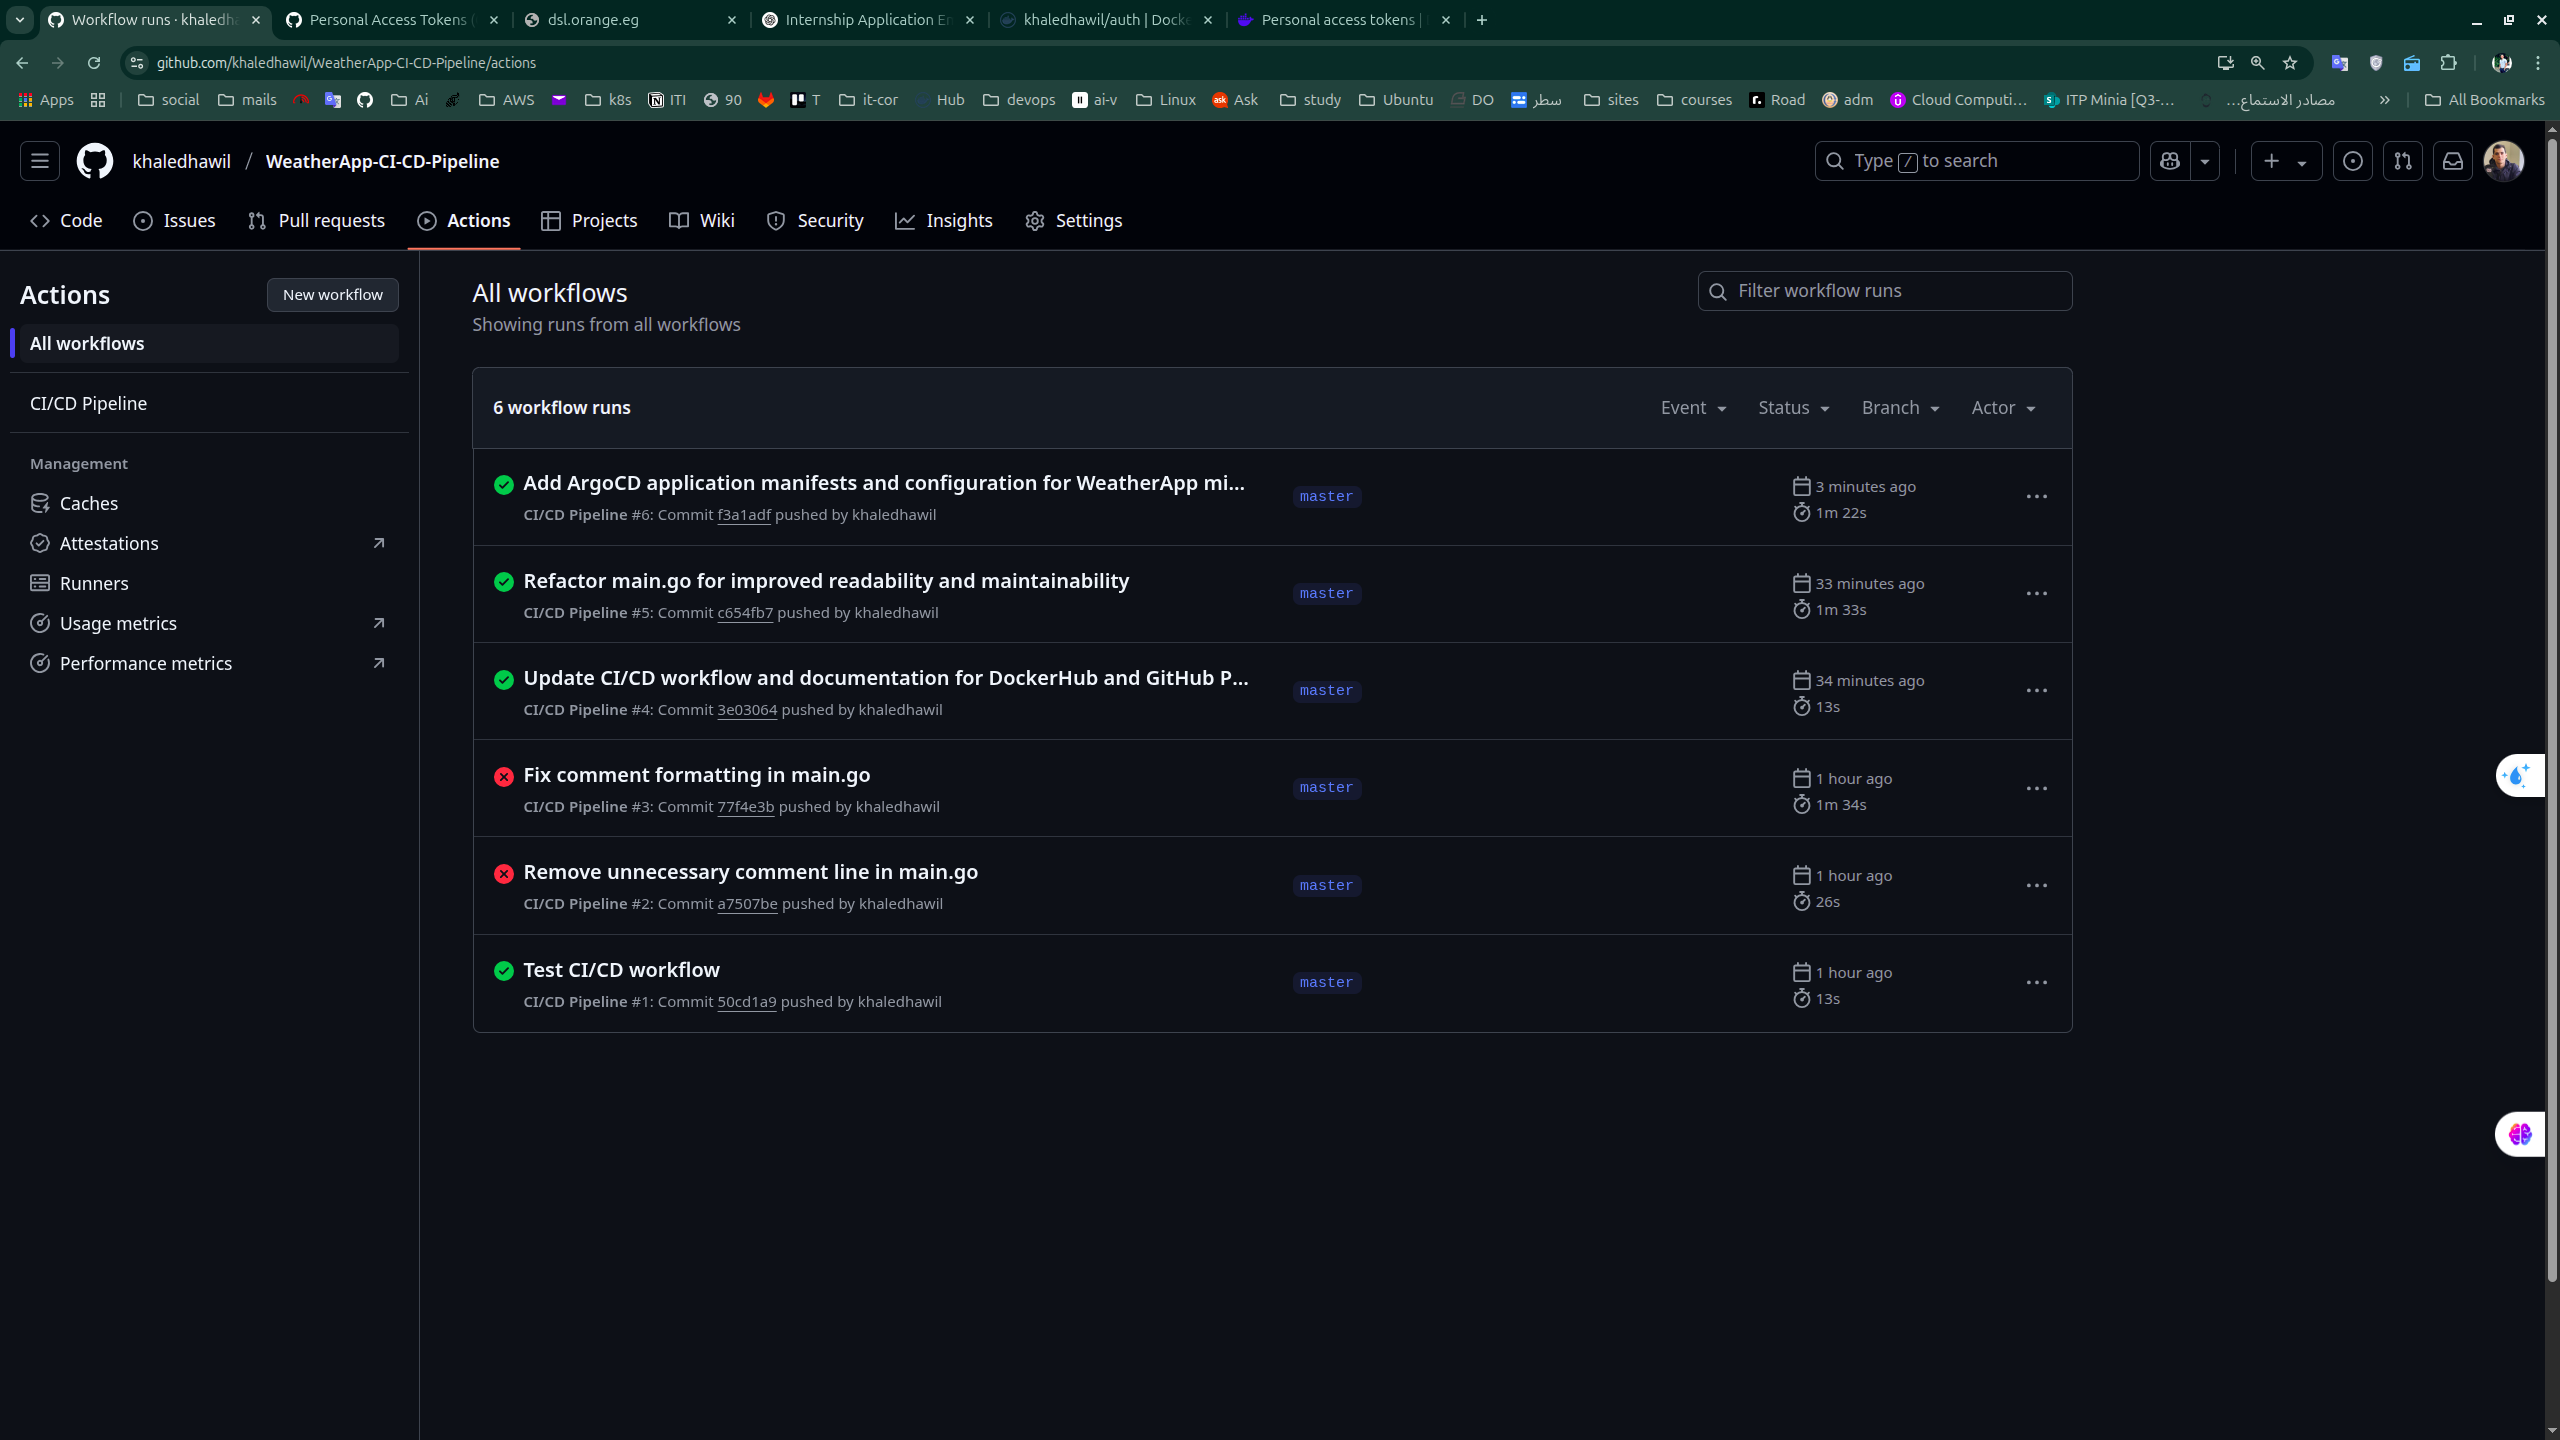 Workflow runs · khaledha
Personal Access Tokens (
dsl.orange.eg
Internship Application En
khaledhawil/auth | Docke
Personal access tokens |
github.com/khaledhawil/WeatherApp-CI-CD-Pipeline/actions
Apps
social
mails
Ai
AWS
k8s
ITI
90
T
it-cor
Hub
devops
ai-v
Linux
Ask
study
Ubuntu
DO
سطر
sites
courses
Road
adm
Cloud Computi...
ITP Minia [Q3-...
مصادر الاستماع...
All Bookmarks
khaledhawil / WeatherApp-CI-CD-Pipeline
Type / to search
Code
Issues
Pull requests
Actions
Projects
Wiki
Security
Insights
Settings
Actions
New workflow
All workflows
CI/CD Pipeline
Management
Caches
Attestations
Runners
Usage metrics
Performance metrics
All workflows
Showing runs from all workflows
Filter workflow runs
6 workflow runs
Event
Status
Branch
Actor
Add ArgoCD application manifests and configuration for WeatherApp mi...
CI/CD Pipeline #6: Commit f3a1adf pushed by khaledhawil
master
3 minutes ago
1m 22s
Refactor main.go for improved readability and maintainability
CI/CD Pipeline #5: Commit c654fb7 pushed by khaledhawil
master
33 minutes ago
1m 33s
Update CI/CD workflow and documentation for DockerHub and GitHub P...
CI/CD Pipeline #4: Commit 3e03064 pushed by khaledhawil
master
34 minutes ago
13s
Fix comment formatting in main.go
CI/CD Pipeline #3: Commit 77f4e3b pushed by khaledhawil
master
1 hour ago
1m 34s
Remove unnecessary comment line in main.go
CI/CD Pipeline #2: Commit a7507be pushed by khaledhawil
master
1 hour ago
26s
Test CI/CD workflow
CI/CD Pipeline #1: Commit 50cd1a9 pushed by khaledhawil
master
1 hour ago
13s